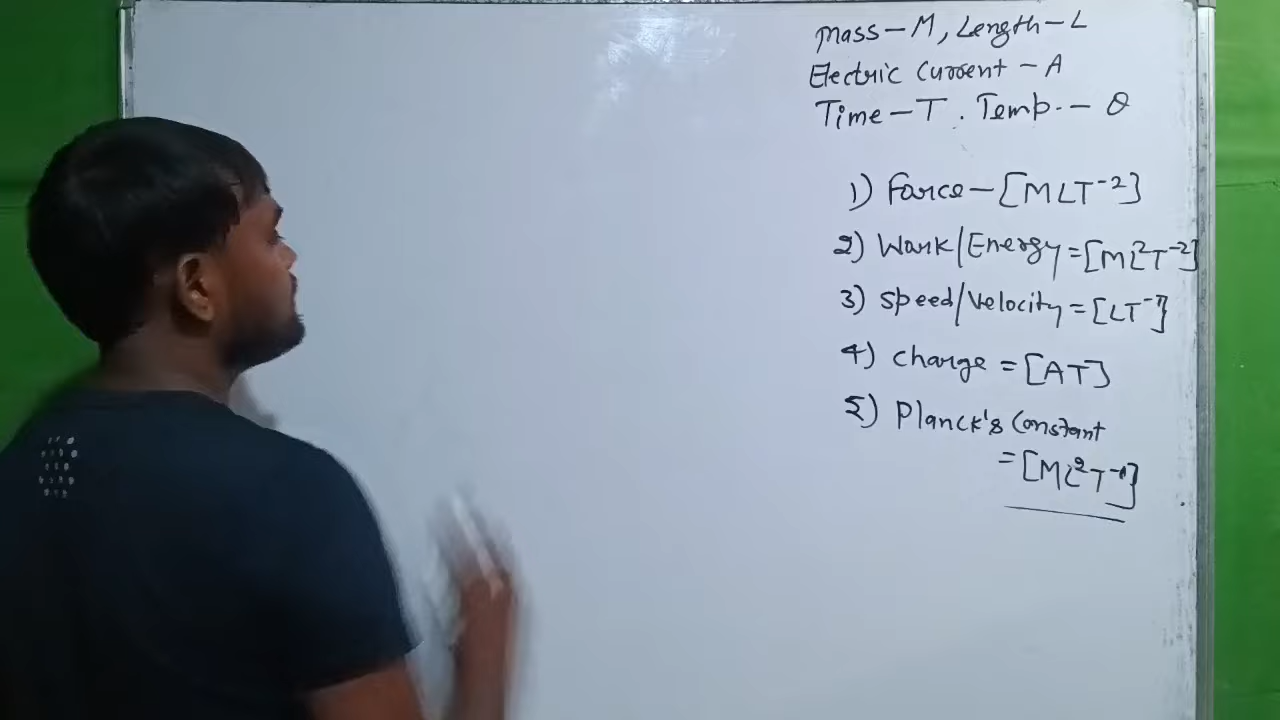 Mass – M, Length – L
Electric Current – A
Time – T . Temp. – θ
1) Force – [MLT⁻²]
2) Work/Energy = [ML²T⁻²]
3) Speed/Velocity = [LT⁻¹]
4) Charge = [AT]
5) Planck's Constant
= [ML²T⁻¹]